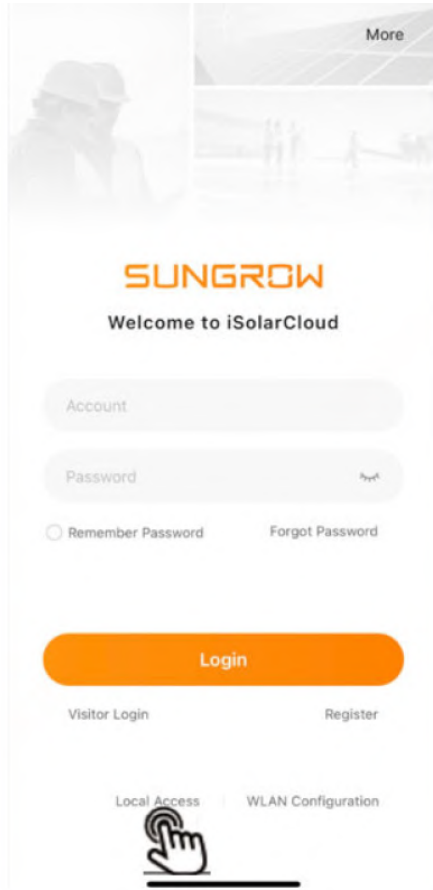 More
SUNGROW
Welcome to iSolarCloud
Account
Password
Remember Password Forgot Password
Login
Visitor Login Register
Local Access WLAN Configuration